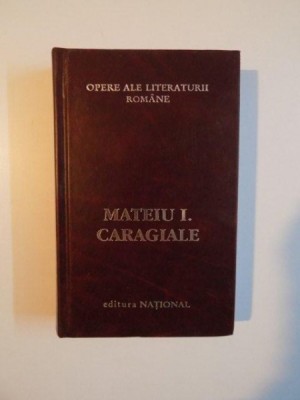 OPERE ALE LITERATURII
ROMÂNE
MATEIU I.
CARAGIALE
editura NAȚIONAL